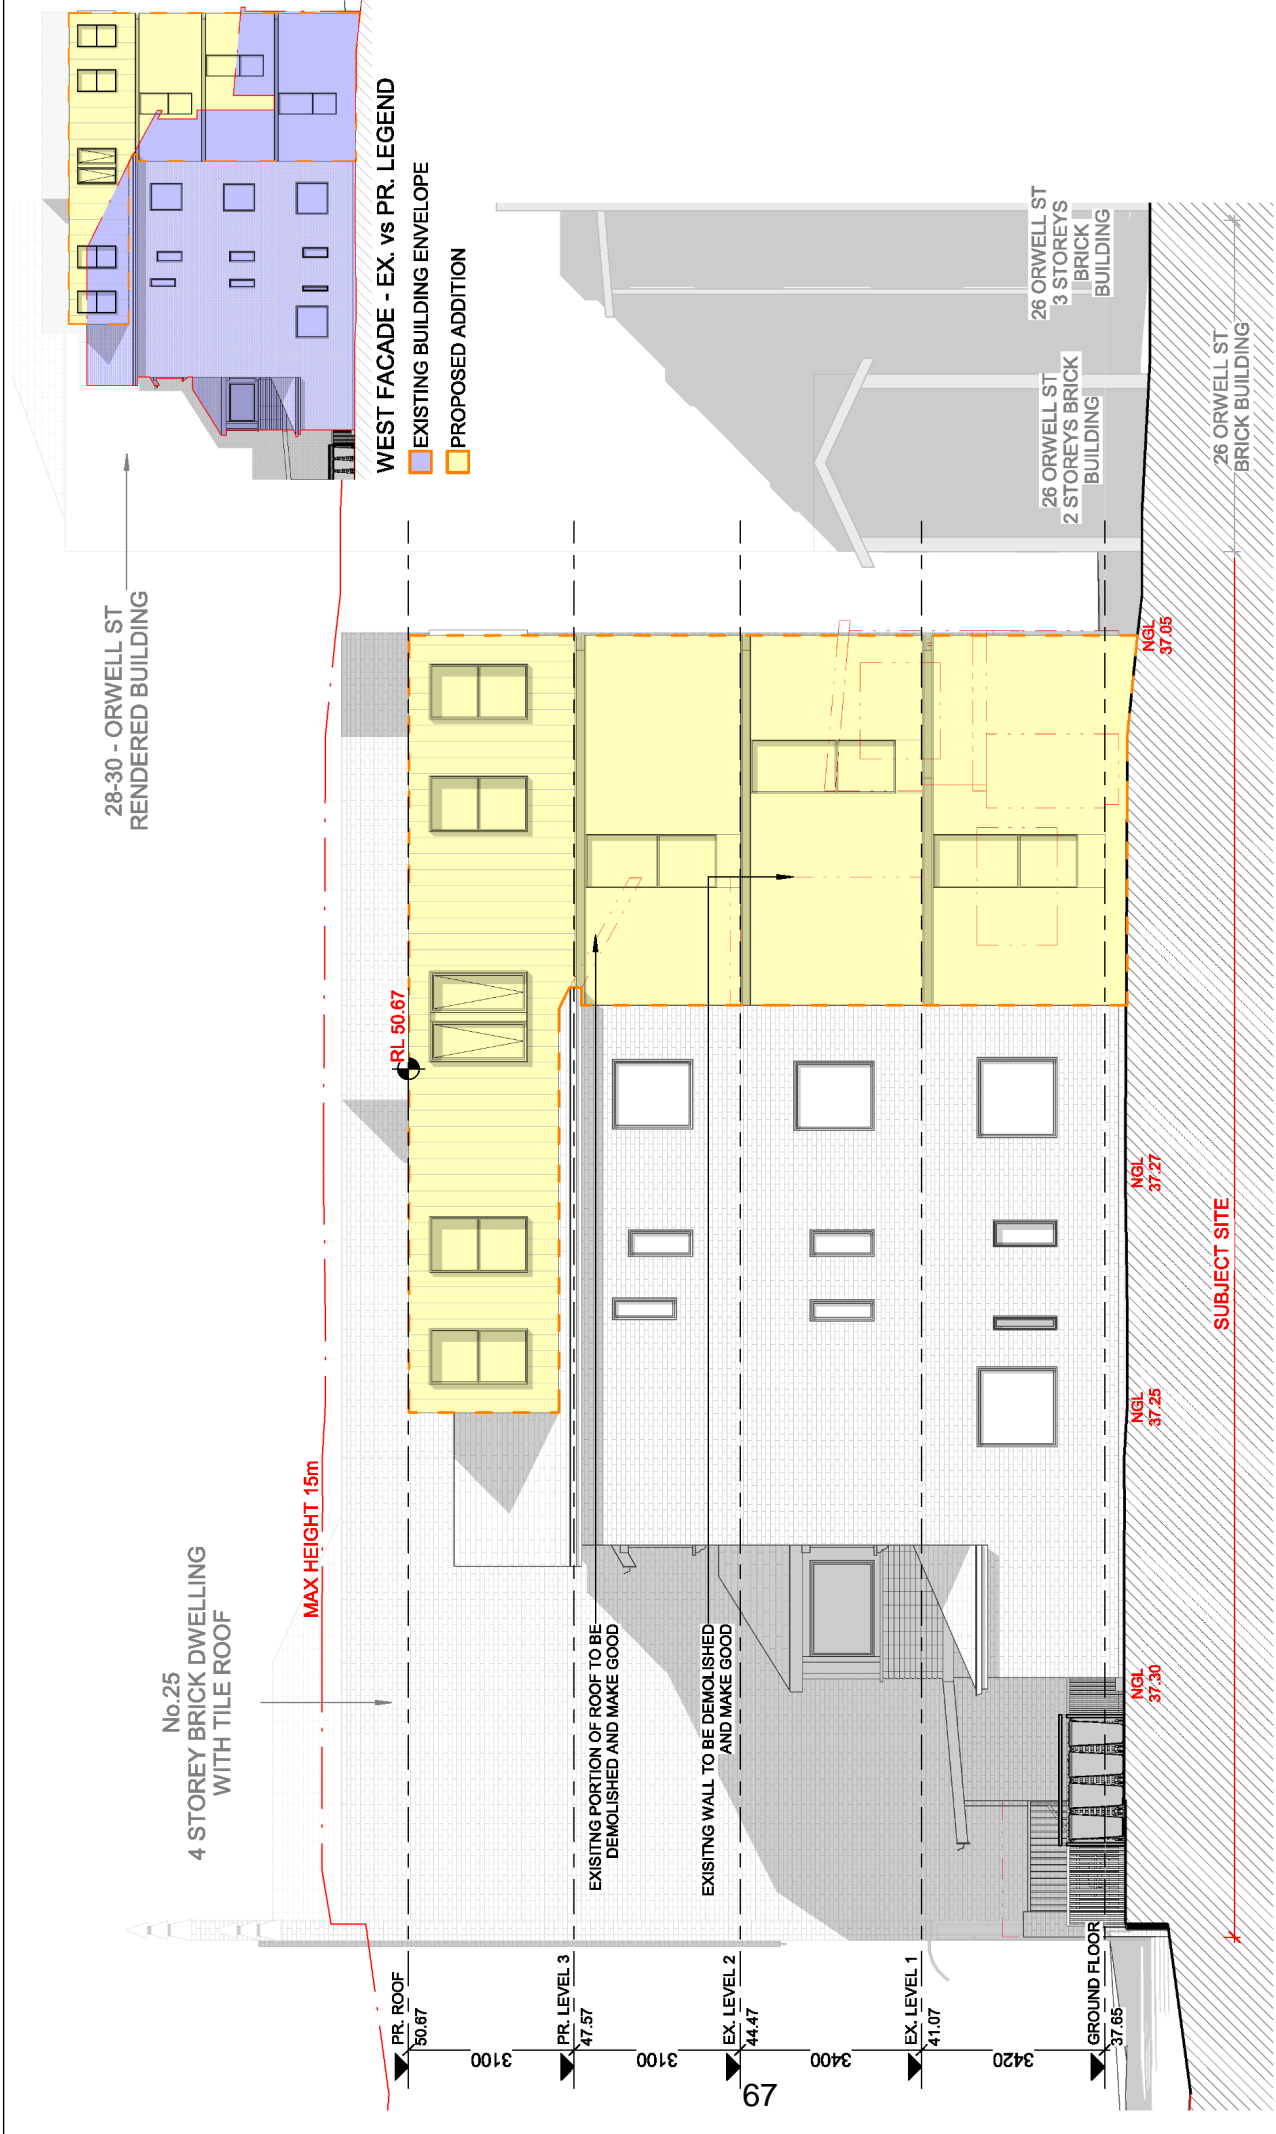 28-30 - ORWELL ST
RENDERED BUILDING
WEST FACADE - EX. vs PR. LEGEND
EXISTING BUILDING ENVELOPE
PROPOSED ADDITION
No.25
4 STOREY BRICK DWELLING
WITH TILE ROOF
MAX HEIGHT 15m
RL 50.67
EXISITNG PORTION OF ROOF TO BE
DEMOLISHED AND MAKE GOOD
EXISITNG WALL TO BE DEMOLISHED
AND MAKE GOOD
26 ORWELL ST
2 STOREYS BRICK
BUILDING
26 ORWELL ST
3 STOREYS
BRICK
BUILDING
PR. ROOF
50.67
3100
PR. LEVEL 3
47.57
3100
EX. LEVEL 2
44.47
3400
EX. LEVEL 1
41.07
3420
GROUND FLOOR
37.65
NGL
37.30
NGL
37.25
NGL
37.27
NGL
37.05
SUBJECT SITE
26 ORWELL ST
BRICK BUILDING
67